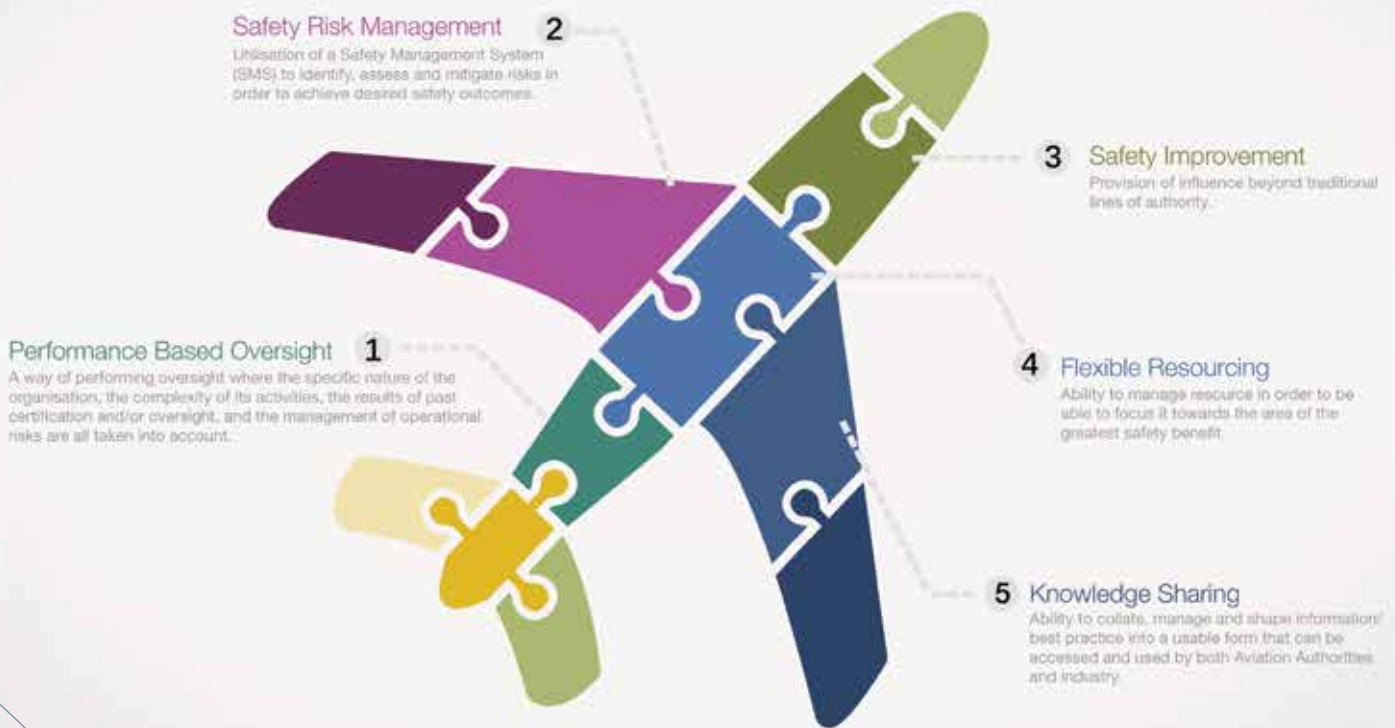 Safety Risk Management 2
Utilisation of a Safety Management System
(SMS) to identify, assess and mitigate risks in
order to achieve desired safety outcomes.
3 Safety Improvement
Provision of influence beyond traditional
lines of authority.
Performance Based Oversight 1
A way of performing oversight where the specific nature of the
organisation, the complexity of its activities, the results of past
certification and/or oversight, and the management of operational
risks are all taken into account.
4 Flexible Resourcing
Ability to manage resource in order to be
able to focus it towards the area of the
greatest safety benefit.
5 Knowledge Sharing
Ability to collate, manage and shape information/
best practice into a usable form that can be
accessed and used by both Aviation Authorities
and industry.